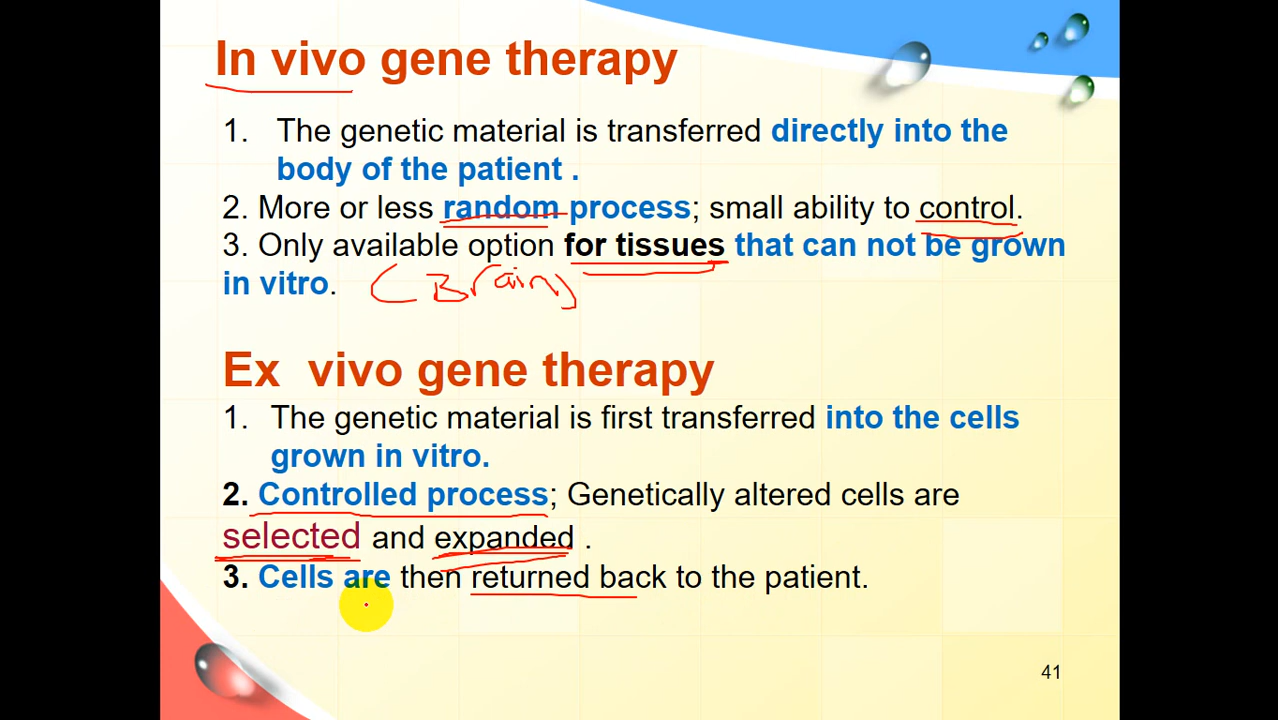 In vivo gene therapy
1. The genetic material is transferred directly into the
body of the patient .
2. More or less random process; small ability to control.
3. Only available option for tissues that can not be grown
in vitro. (Brain)
Ex vivo gene therapy
1. The genetic material is first transferred into the cells
grown in vitro.
2. Controlled process; Genetically altered cells are
selected and expanded .
3. Cells are then returned back to the patient.
41